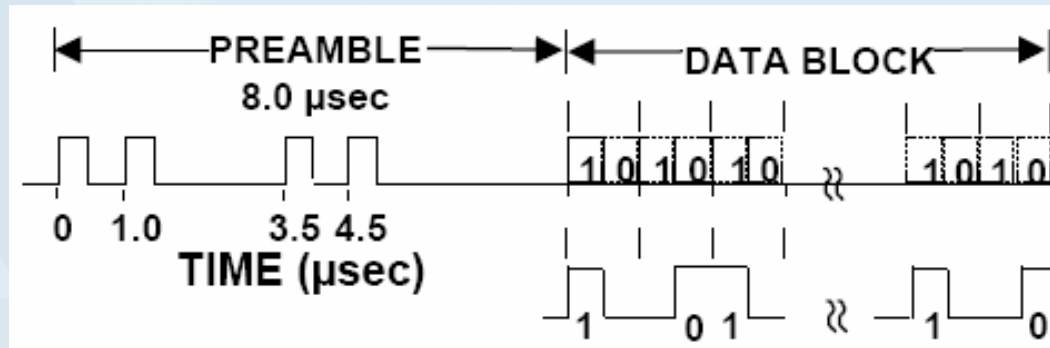 PREAMBLE
8.0 µsec
DATA BLOCK
1 0 1 0 1 0
1 0 1 0
0 1.0 3.5 4.5
TIME (µsec)
1 0 1
1 0